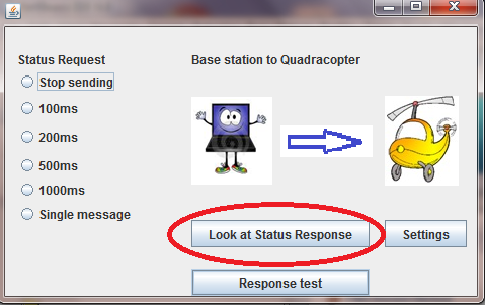 Status Request
Base station to Quadracopter
Stop sending
100ms
200ms
500ms
1000ms
Single message
Look at Status Response
Settings
Response test